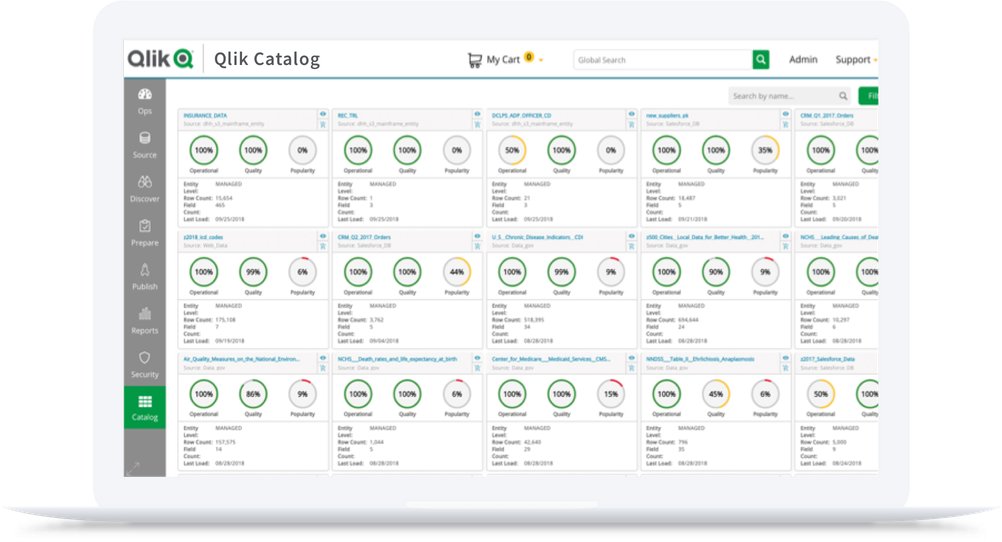 Qlik Qlik Catalog My Cart 0 Global Search Admin Support
Ops
Source
Discover
Prepare
Publish
Reports
Security
Catalog
Search by name... Filt
INSURANCE_DATA
Source: dhh_s3_mainframe_entity
100% 100% 0%
Operational Quality Popularity
Entity MANAGED
Level:
Row Count: 15,654
Field 465
Count:
Last Load: 09/25/2018
REC_TRL
Source: dhh_s3_mainframe_entity
100% 100% 0%
Operational Quality Popularity
Entity MANAGED
Level:
Row Count: 1
Field 3
Count:
Last Load: 09/25/2018
DCLPS_ADP_OFFICER_CD
Source: dhh_s3_mainframe_entity
50% 100% 0%
Operational Quality Popularity
Entity MANAGED
Level:
Row Count: 21
Field 3
Count:
Last Load: 09/25/2018
new_suppliers_pk
Source: Salesforce_DB
100% 100% 35%
Operational Quality Popularity
Entity MANAGED
Level:
Row Count: 18,487
Field 5
Count:
Last Load: 09/21/2018
CRM_Q1_2017_Orders
Source: Salesforce_DB
100% 100%
Operational Qu
Entity MANAGED
Level:
Row Count: 3,021
Field 5
Count:
Last Load: 09/20/2018
z2018_icd_codes
Source: Web_Data
100% 99% 6%
Operational Quality Popularity
Entity MANAGED
Level:
Row Count: 175,108
Field 7
Count:
Last Load: 09/19/2018
CRM_Q2_2017_Orders
Source: Salesforce_DB
100% 100% 44%
Operational Quality Popularity
Entity MANAGED
Level:
Row Count: 3,762
Field 5
Count:
Last Load: 09/04/2018
U_S__Chronic_Disease_Indicators__CDI
Source: Data_gov
100% 99% 9%
Operational Quality Popularity
Entity MANAGED
Level:
Row Count: 518,395
Field 34
Count:
Last Load: 08/28/2018
z500_Cities__Local_Data_for_Better_Health__201...
Source: Data_gov
100% 90% 9%
Operational Quality Popularity
Entity MANAGED
Level:
Row Count: 694,644
Field 24
Count:
Last Load: 08/28/2018
NCHS__Leading_Causes_of_Dea
Source: Data_gov
100% 100%
Operational Qu
Entity MANAGED
Level:
Row Count: 10,297
Field 6
Count:
Last Load: 08/28/2018
Air_Quality_Measures_on_the_National_Environ...
Source: Data_gov
100% 86% 9%
Operational Quality Popularity
Entity MANAGED
Level:
Row Count: 157,575
Field 14
Count:
Last Load: 08/28/2018
NCHS__Death_rates_and_life_expectancy_at_birth
Source: Data_gov
100% 100% 6%
Operational Quality Popularity
Entity MANAGED
Level:
Row Count: 1,044
Field 5
Count:
Last Load: 08/28/2018
Center_for_Medicare___Medicaid_Services__CMS...
Source: Data_gov
100% 100% 15%
Operational Quality Popularity
Entity MANAGED
Level:
Row Count: 42,640
Field 29
Count:
Last Load: 08/28/2018
NNDSS__Table_II__Ehrlichiosis_Anaplasmosis
Source: Data_gov
100% 45% 6%
Operational Quality Popularity
Entity MANAGED
Level:
Row Count: 796
Field 35
Count:
Last Load: 08/28/2018
z2017_Salesforce_Data
Source: Salesforce_DB
50% 100%
Operational Qu
Entity MANAGED
Level:
Row Count: 5,000
Field 9
Count:
Last Load: 08/24/2018